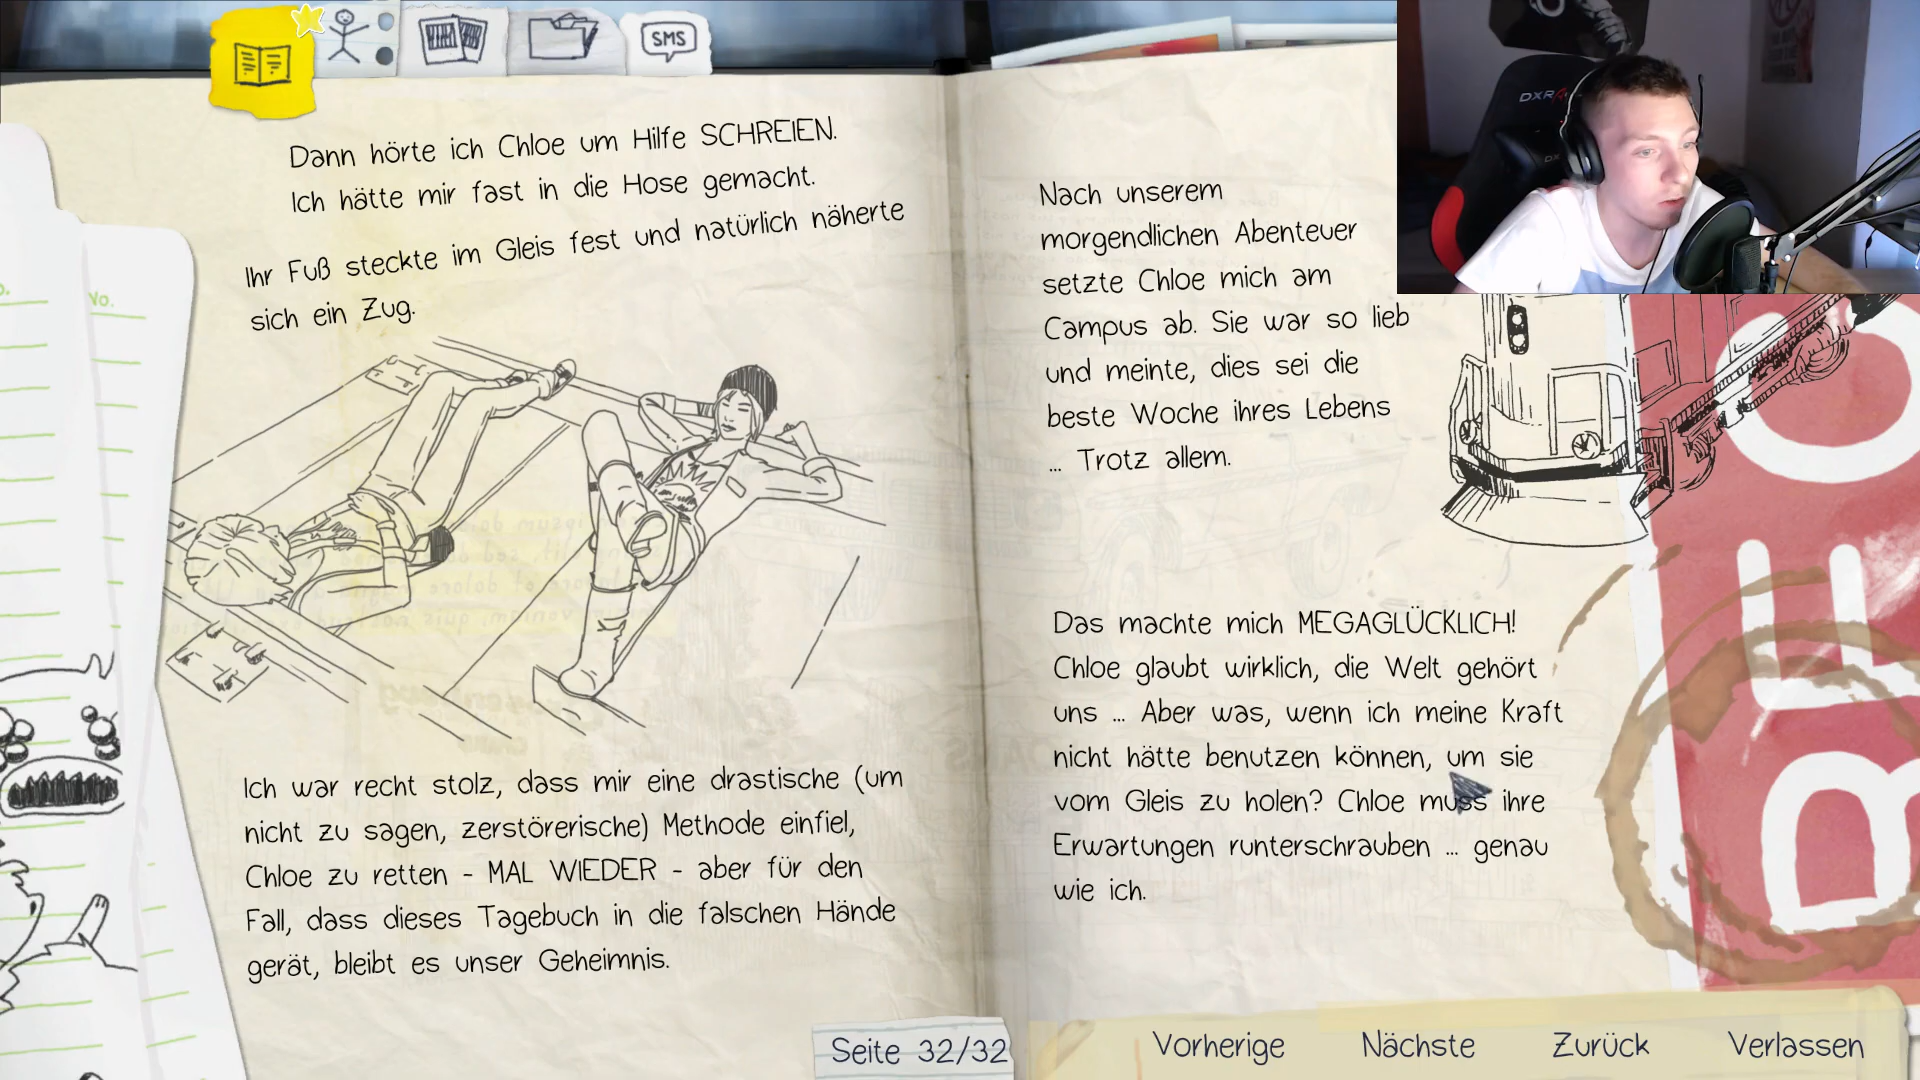 SMS
DXR
No.
Dann hörte ich Chloe um Hilfe SCHREIEN.
Ich hätte mir fast in die Hose gemacht.
Ihr Fuß steckte im Gleis fest und natürlich näherte
sich ein Zug.
Ich war recht stolz, dass mir eine drastische (um
nicht zu sagen, zerstörerische) Methode einfiel,
Chloe zu retten - MAL WIEDER - aber für den
Fall, dass dieses Tagebuch in die falschen Hände
gerät, bleibt es unser Geheimnis.
Nach unserem
morgendlichen Abenteuer
setzte Chloe mich am
Campus ab. Sie war so lieb
und meinte, dies sei die
beste Woche ihres Lebens
... Trotz allem.
Das machte mich MEGAGLÜCKLICH!
Chloe glaubt wirklich, die Welt gehört
uns ... Aber was, wenn ich meine Kraft
nicht hätte benutzen können, um sie
vom Gleis zu holen? Chloe muss ihre
Erwartungen runterschrauben ... genau
wie ich.
Seite 32/32
Vorherige
Nächste
Zurück
Verlassen